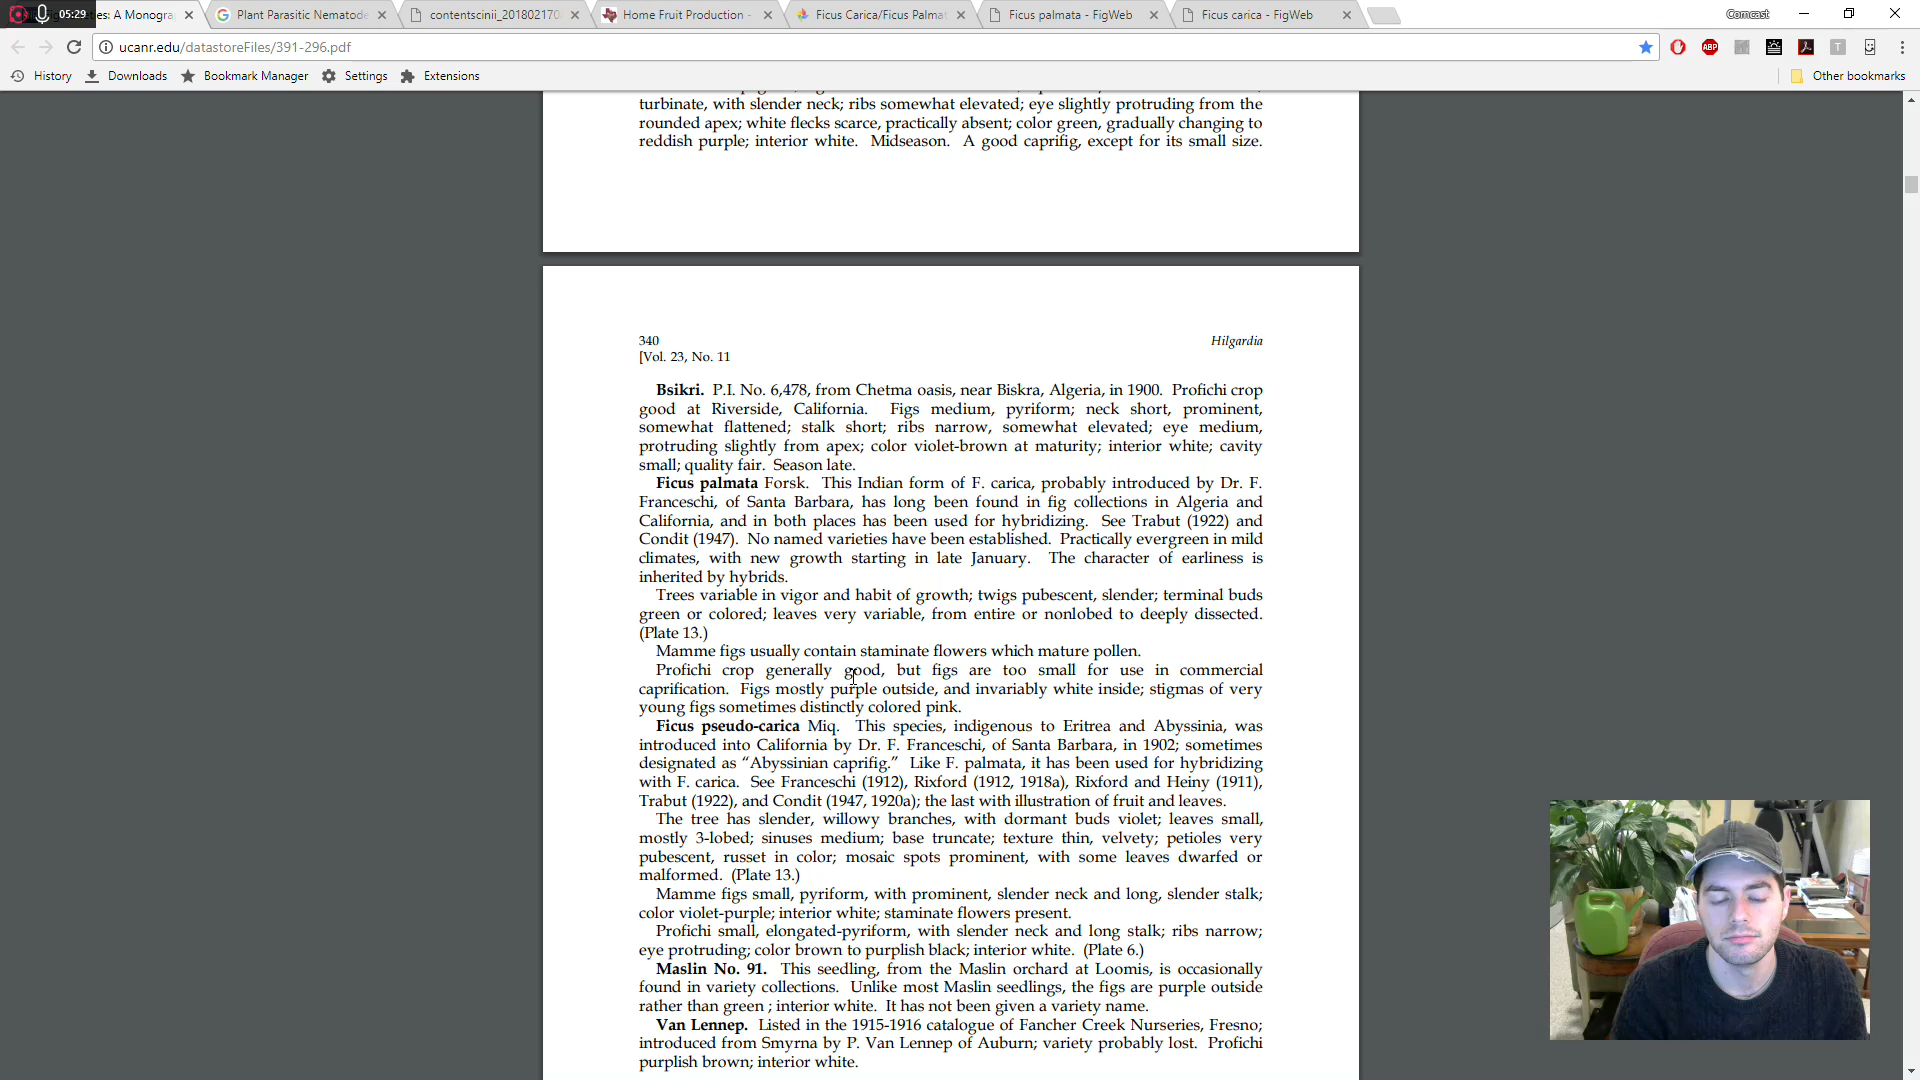 05:29
ties: A Monogra
Plant Parasitic Nematode
contentscinii_201802170
Home Fruit Production -
Ficus Carica/Ficus Palmat
Ficus palmata - FigWeb
Ficus carica - FigWeb
Comcast
ucanr.edu/datastoreFiles/391-296.pdf
ABP
T
History
Downloads
Bookmark Manager
Settings
Extensions
Other bookmarks
turbinate, with slender neck; ribs somewhat elevated; eye slightly protruding from the
rounded apex; white flecks scarce, practically absent; color green, gradually changing to
reddish purple; interior white. Midseason. A good caprifig, except for its small size.
340
Hilgardia
[Vol. 23, No. 11
Bsikri. P.I. No. 6,478, from Chetma oasis, near Biskra, Algeria, in 1900. Profichi crop
good at Riverside, California. Figs medium, pyriform; neck short, prominent,
somewhat flattened; stalk short; ribs narrow, somewhat elevated; eye medium,
protruding slightly from apex; color violet-brown at maturity; interior white; cavity
small; quality fair. Season late.
Ficus palmata Forsk. This Indian form of F. carica, probably introduced by Dr. F.
Franceschi, of Santa Barbara, has long been found in fig collections in Algeria and
California, and in both places has been used for hybridizing. See Trabut (1922) and
Condit (1947). No named varieties have been established. Practically evergreen in mild
climates, with new growth starting in late January. The character of earliness is
inherited by hybrids.
Trees variable in vigor and habit of growth; twigs pubescent, slender; terminal buds
green or colored; leaves very variable, from entire or nonlobed to deeply dissected.
(Plate 13.)
Mamme figs usually contain staminate flowers which mature pollen.
Profichi crop generally good, but figs are too small for use in commercial
caprification. Figs mostly purple outside, and invariably white inside; stigmas of very
young figs sometimes distinctly colored pink.
Ficus pseudo-carica Miq. This species, indigenous to Eritrea and Abyssinia, was
introduced into California by Dr. F. Franceschi, of Santa Barbara, in 1902; sometimes
designated as “Abyssinian caprifig.” Like F. palmata, it has been used for hybridizing
with F. carica. See Franceschi (1912), Rixford (1912, 1918a), Rixford and Heiny (1911),
Trabut (1922), and Condit (1947, 1920a); the last with illustration of fruit and leaves.
The tree has slender, willowy branches, with dormant buds violet; leaves small,
mostly 3-lobed; sinuses medium; base truncate; texture thin, velvety; petioles very
pubescent, russet in color; mosaic spots prominent, with some leaves dwarfed or
malformed. (Plate 13.)
Mamme figs small, pyriform, with prominent, slender neck and long, slender stalk;
color violet-purple; interior white; staminate flowers present.
Profichi small, elongated-pyriform, with slender neck and long stalk; ribs narrow;
eye protruding; color brown to purplish black; interior white. (Plate 6.)
Maslin No. 91. This seedling, from the Maslin orchard at Loomis, is occasionally
found in variety collections. Unlike most Maslin seedlings, the figs are purple outside
rather than green ; interior white. It has not been given a variety name.
Van Lennep. Listed in the 1915-1916 catalogue of Fancher Creek Nurseries, Fresno;
introduced from Smyrna by P. Van Lennep of Auburn; variety probably lost. Profichi
purplish brown; interior white.